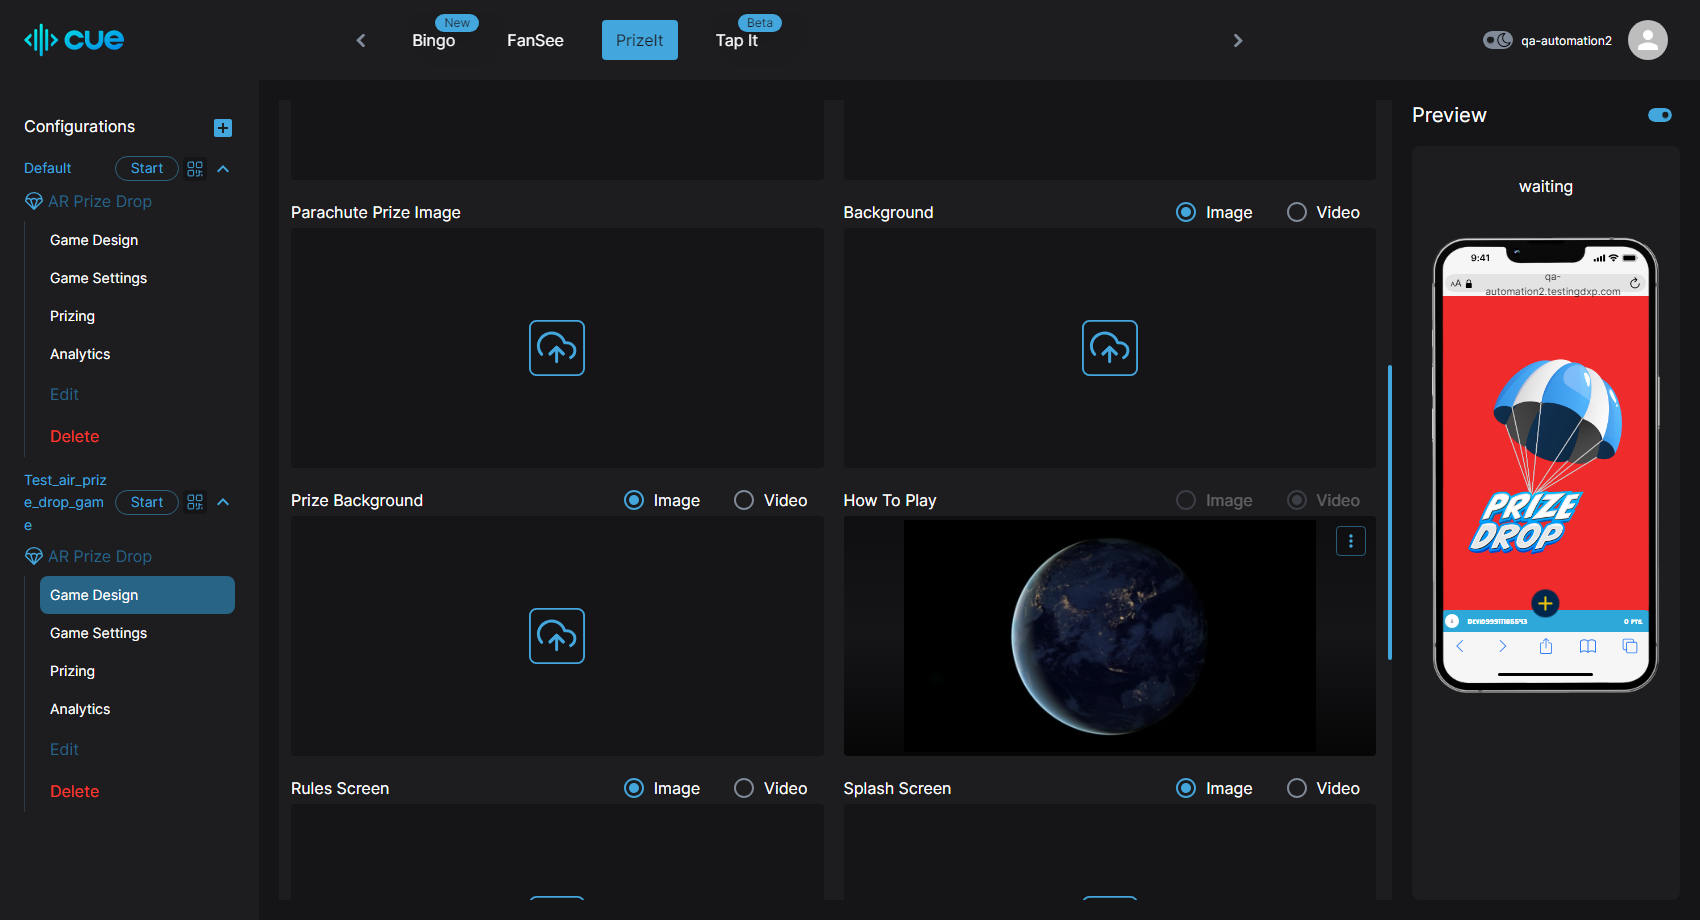 cue
New
Bingo
FanSee
PrizeIt
Beta
Tap It
qa-automation2
Configurations
Default
Start
AR Prize Drop
Game Design
Game Settings
Prizing
Analytics
Edit
Delete
Test_air_priz
e_drop_gam
e
Start
AR Prize Drop
Game Design
Game Settings
Prizing
Analytics
Edit
Delete
Parachute Prize Image
Background
Image
Video
Prize Background
Image
Video
How To Play
Image
Video
Rules Screen
Image
Video
Splash Screen
Image
Video
Preview
waiting
9:41
AA
qa-
automation2.testingdxp.com
PRIZE
DROP
0 PTS.